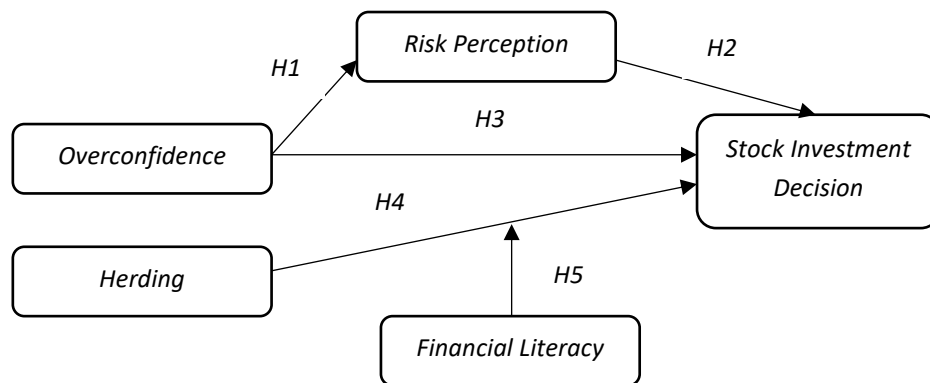 Risk Perception
H1
H2
H3
Overconfidence
Stock Investment
Decision
H4
Herding
H5
Financial Literacy